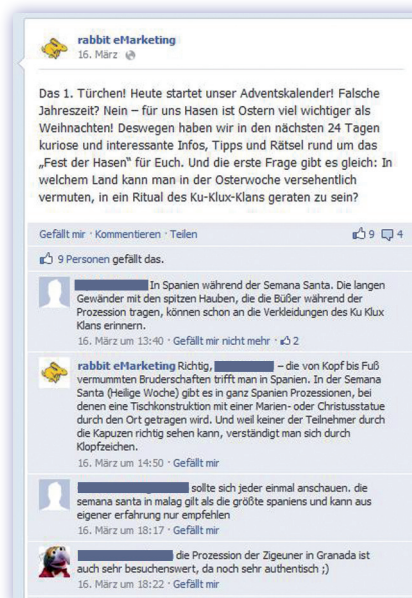 rabbit eMarketing
16. März
Das 1. Türchen! Heute startet unser Adventskalender! Falsche
Jahreszeit? Nein – für uns Hasen ist Ostern viel wichtiger als
Weihnachten! Deswegen haben wir in den nächsten 24 Tagen
kuriose und interessante Infos, Tipps und Rätsel rund um das
„Fest der Hasen“ für Euch. Und die erste Frage gibt es gleich: In
welchem Land kann man in der Osterwoche versehentlich
vermuten, in ein Ritual des Ku-Klux-Klans geraten zu sein?
Gefällt mir · Kommentieren · Teilen 9 4
9 Personen gefällt das.
In Spanien während der Semana Santa. Die langen
Gewänder mit den spitzen Hauben, die die Büßer während der
Prozession tragen, können schon an die Verkleidungen des Ku Klux
Klans erinnern.
16. März um 13:40 · Gefällt mir nicht mehr · 2
rabbit eMarketing Richtig, – die von Kopf bis Fuß
vermummten Bruderschaften trifft man in Spanien. In der Semana
Santa (Heilige Woche) gibt es in ganz Spanien Prozessionen, bei
denen eine Tischkonstruktion mit einer Marien- oder Christusstatue
durch den Ort getragen wird. Und weil keiner der Teilnehmer durch
die Kapuzen richtig sehen kann, verständigt man sich durch
Klopfzeichen.
16. März um 14:50 · Gefällt mir
sollte sich jeder einmal anschauen. die
semana santa in malag gilt als die größte spaniens und kann aus
eigener erfahrung nur empfehlen
16. März um 18:17 · Gefällt mir
die Prozession der Zigeuner in Granada ist
auch sehr besuchenswert, da noch sehr authentisch ;)
16. März um 18:22 · Gefällt mir